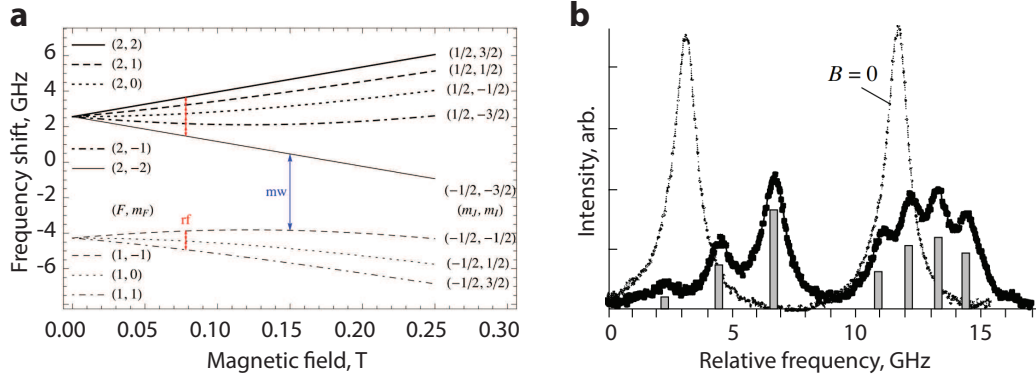 a
Frequency shift, GHz
6
4
2
0
-2
-4
-6
(2, 2)
(2, 1)
(2, 0)
(2, −1)
(2, −2)
(F, m_F)
(1, −1)
(1, 0)
(1, 1)
rf
mw
(1/2, 3/2)
(1/2, 1/2)
(1/2, −1/2)
(1/2, −3/2)
(−1/2, −3/2)
(m_J, m_I)
(−1/2, −1/2)
(−1/2, 1/2)
(−1/2, 3/2)
0.00 0.05 0.10 0.15 0.20 0.25 0.30
Magnetic field, T
b
Intensity, arb.
B = 0
0 5 10 15
Relative frequency, GHz